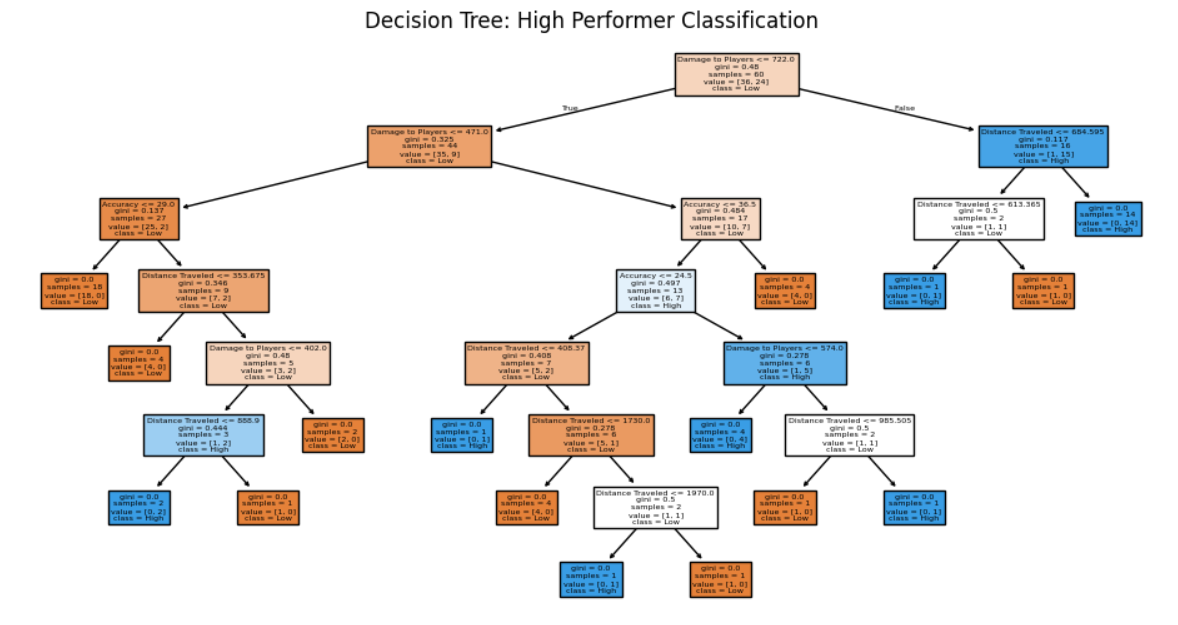 Decision Tree: High Performer Classification
Damage to Players <= 722.0
gini = 0.48
samples = 60
value = [36, 24]
class = Low
True
False
Damage to Players <= 471.0
gini = 0.325
samples = 44
value = [35, 9]
class = Low
Distance Traveled <= 684.595
gini = 0.117
samples = 16
value = [1, 15]
class = High
Accuracy <= 29.0
gini = 0.137
samples = 27
value = [25, 2]
class = Low
Accuracy <= 36.5
gini = 0.484
samples = 17
value = [10, 7]
class = Low
Distance Traveled <= 613.365
gini = 0.5
samples = 2
value = [1, 1]
class = Low
gini = 0.0
samples = 14
value = [0, 14]
class = High
gini = 0.0
samples = 18
value = [18, 0]
class = Low
Distance Traveled <= 353.675
gini = 0.346
samples = 9
value = [7, 2]
class = Low
Accuracy <= 24.5
gini = 0.497
samples = 13
value = [6, 7]
class = High
gini = 0.0
samples = 4
value = [4, 0]
class = Low
gini = 0.0
samples = 1
value = [0, 1]
class = High
gini = 0.0
samples = 1
value = [1, 0]
class = Low
gini = 0.0
samples = 4
value = [4, 0]
class = Low
Damage to Players <= 402.0
gini = 0.48
samples = 5
value = [3, 2]
class = Low
Distance Traveled <= 408.37
gini = 0.408
samples = 7
value = [5, 2]
class = Low
Damage to Players <= 574.0
gini = 0.278
samples = 6
value = [1, 5]
class = High
Distance Traveled <= 888.9
gini = 0.444
samples = 3
value = [1, 2]
class = High
gini = 0.0
samples = 2
value = [2, 0]
class = Low
gini = 0.0
samples = 1
value = [0, 1]
class = High
Distance Traveled <= 1730.0
gini = 0.278
samples = 6
value = [5, 1]
class = Low
gini = 0.0
samples = 4
value = [0, 4]
class = High
Distance Traveled <= 985.505
gini = 0.5
samples = 2
value = [1, 1]
class = Low
gini = 0.0
samples = 2
value = [0, 2]
class = High
gini = 0.0
samples = 1
value = [1, 0]
class = Low
gini = 0.0
samples = 4
value = [4, 0]
class = Low
Distance Traveled <= 1970.0
gini = 0.5
samples = 2
value = [1, 1]
class = Low
gini = 0.0
samples = 1
value = [1, 0]
class = Low
gini = 0.0
samples = 1
value = [0, 1]
class = High
gini = 0.0
samples = 1
value = [0, 1]
class = High
gini = 0.0
samples = 1
value = [1, 0]
class = Low